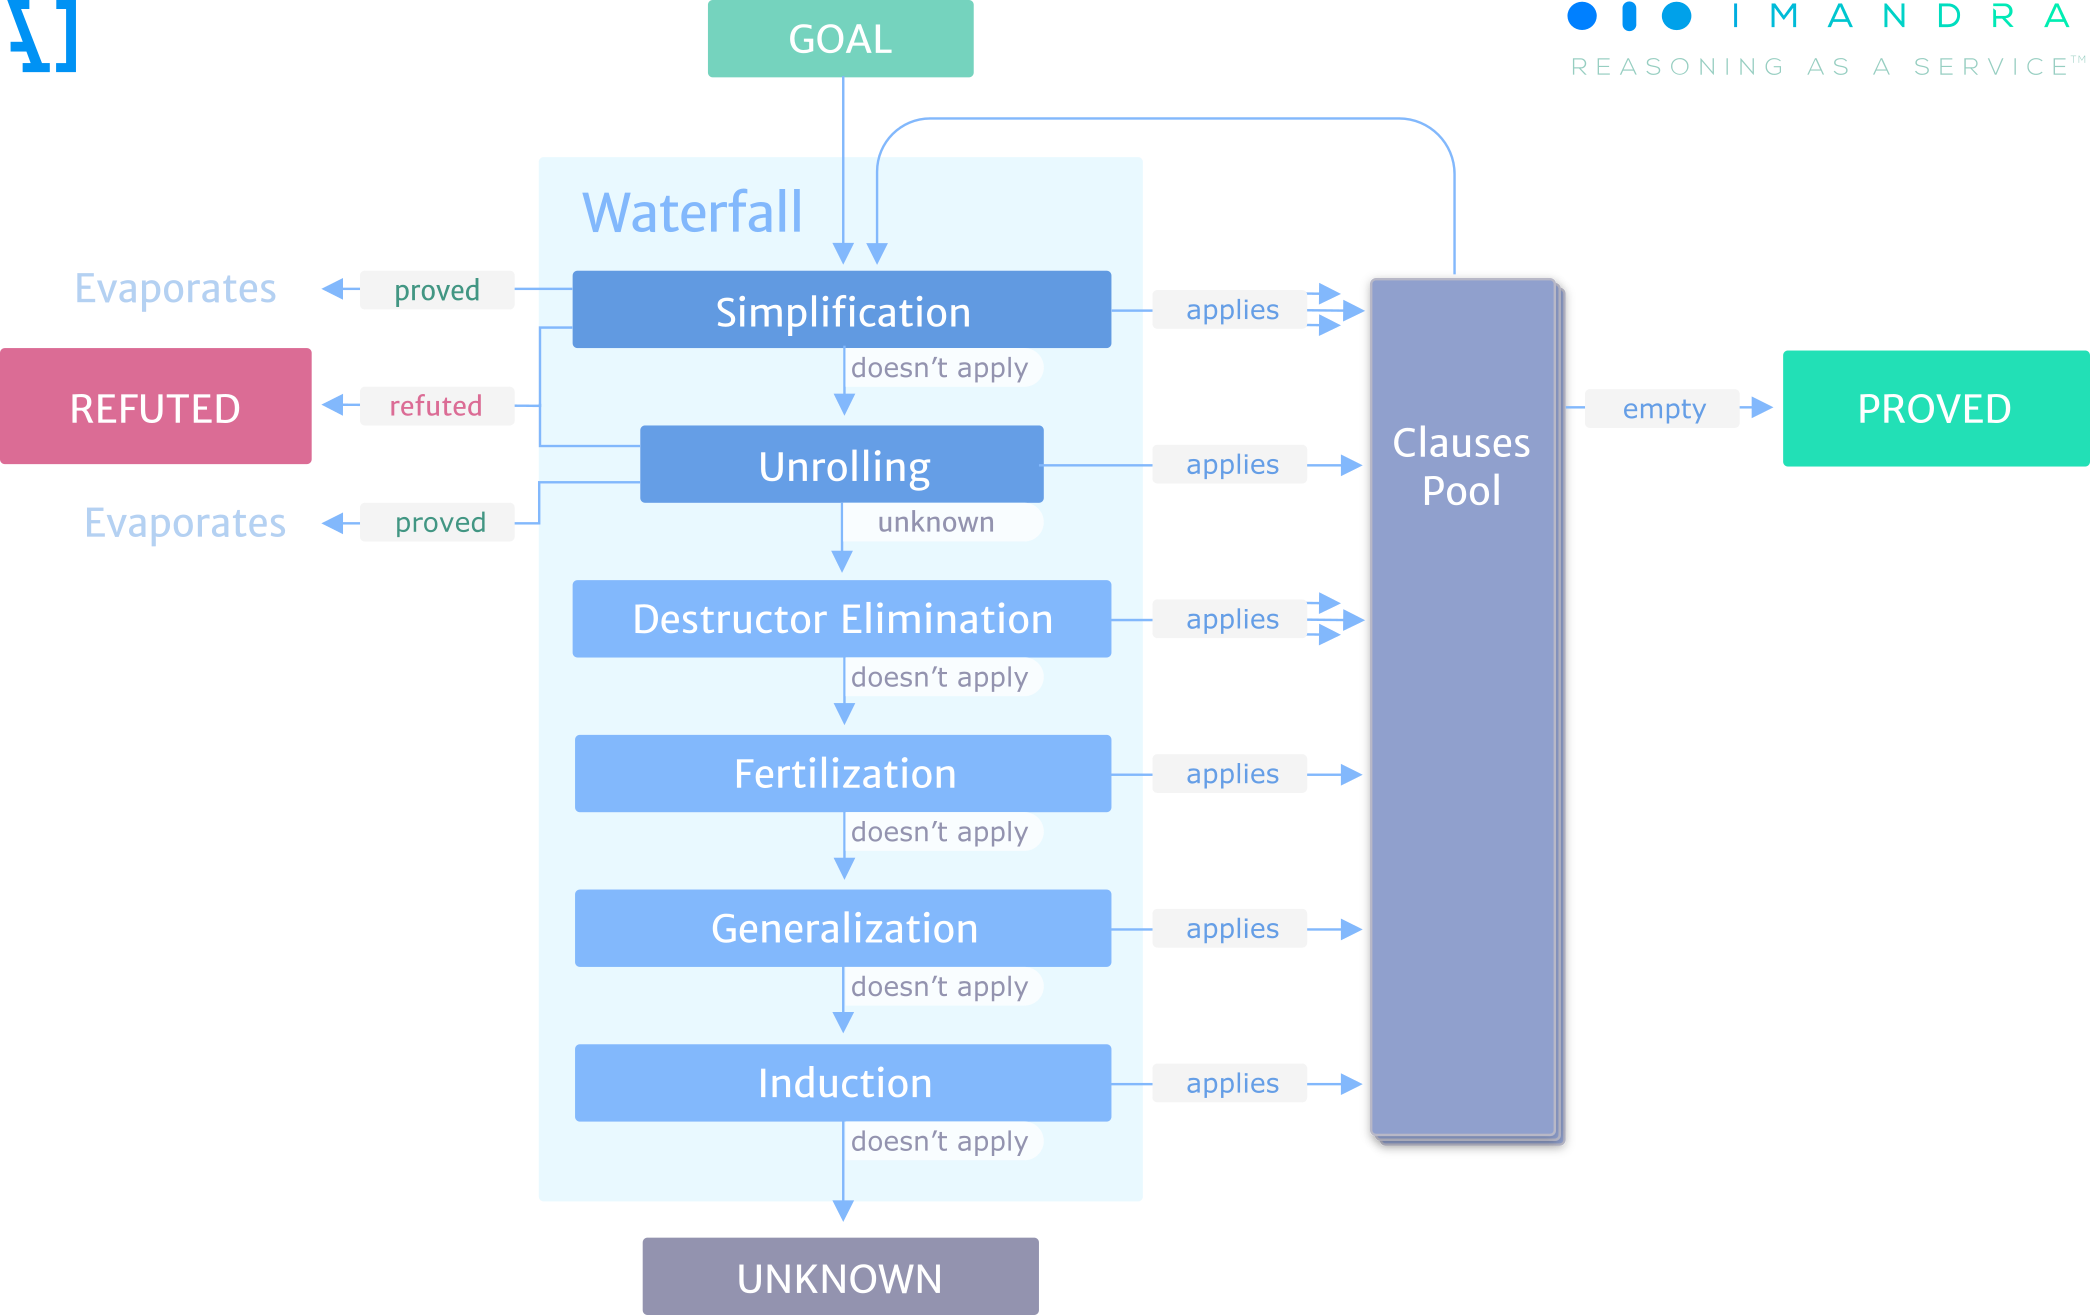 GOAL
IMANDRA
REASONING AS A SERVICE™
Waterfall
Evaporates
proved
Simplification
applies
doesn't apply
REFUTED
refuted
Clauses
Pool
empty
PROVED
Unrolling
applies
Evaporates
proved
unknown
Destructor Elimination
applies
doesn't apply
Fertilization
applies
doesn't apply
Generalization
applies
doesn't apply
Induction
applies
doesn't apply
UNKNOWN